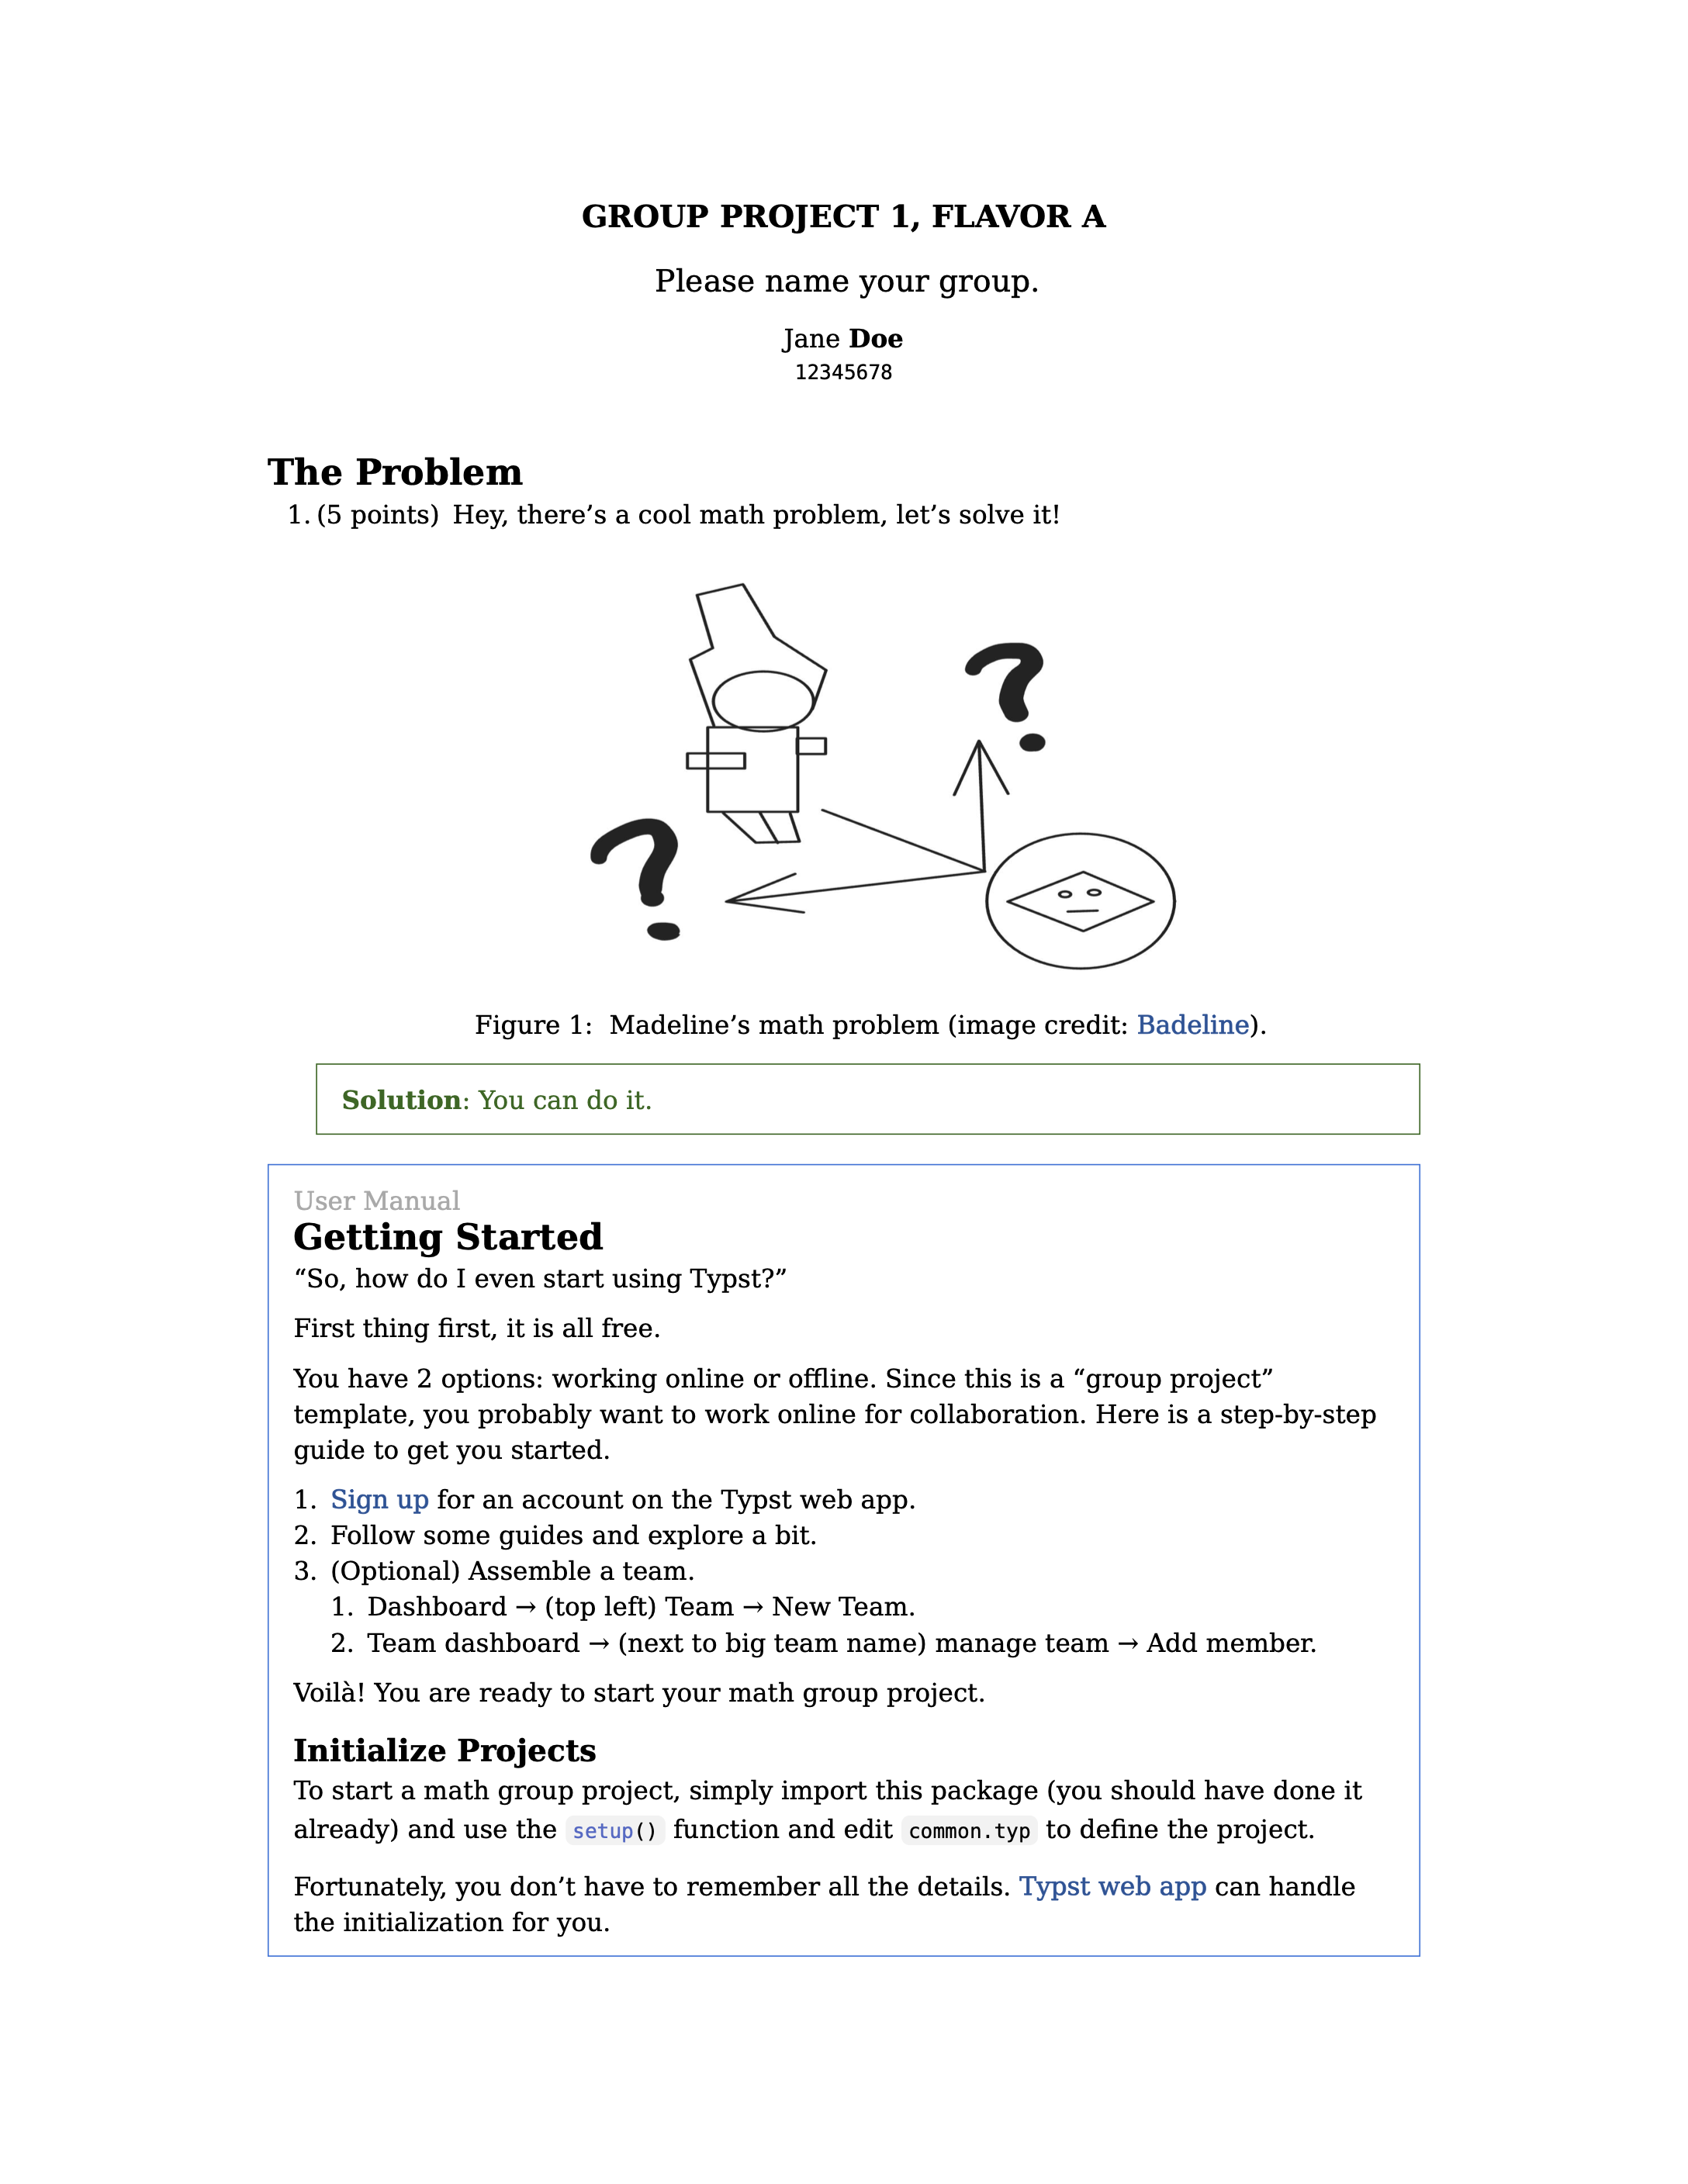 GROUP PROJECT 1, FLAVOR A
Please name your group.
Jane Doe
12345678
The Problem
1. (5 points) Hey, there’s a cool math problem, let’s solve it!
?
?
Figure 1: Madeline’s math problem (image credit: Badeline).
Solution: You can do it.
User Manual
Getting Started
“So, how do I even start using Typst?”
First thing first, it is all free.
You have 2 options: working online or offline. Since this is a “group project”
template, you probably want to work online for collaboration. Here is a step-by-step
guide to get you started.
1. Sign up for an account on the Typst web app.
2. Follow some guides and explore a bit.
3. (Optional) Assemble a team.
1. Dashboard → (top left) Team → New Team.
2. Team dashboard → (next to big team name) manage team → Add member.
Voilà! You are ready to start your math group project.
Initialize Projects
To start a math group project, simply import this package (you should have done it
already) and use the setup() function and edit common.typ to define the project.
Fortunately, you don’t have to remember all the details. Typst web app can handle
the initialization for you.